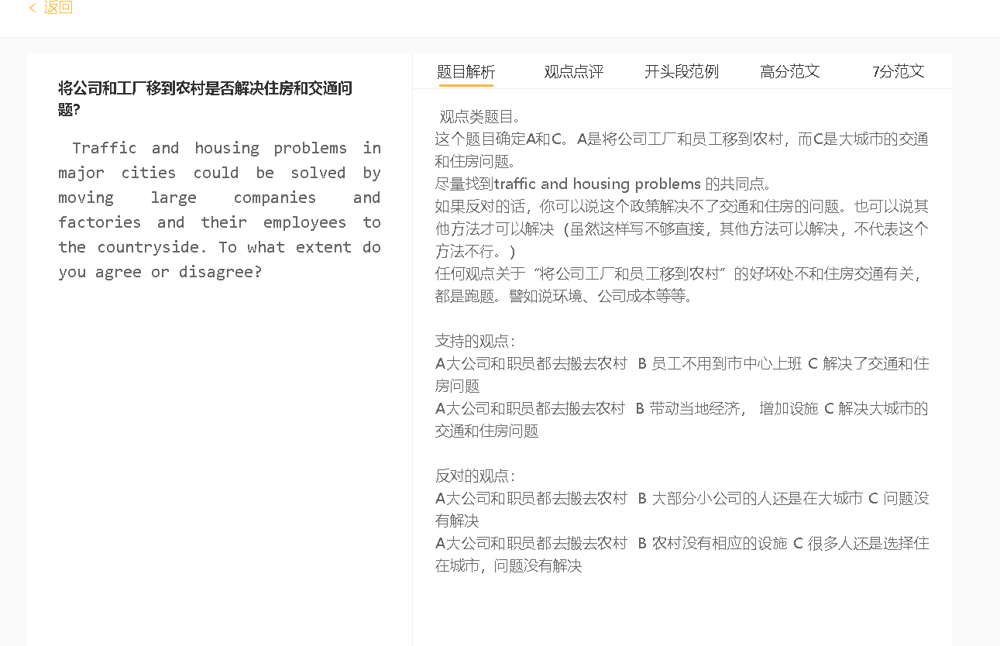 < 返回
将公司和工厂移到农村是否解决住房和交通问
题?
Traffic and housing problems in
major cities could be solved by
moving large companies and
factories and their employees to
the countryside. To what extent do
you agree or disagree?
题目解析 观点点评 开头段范例 高分范文 7分范文
观点类题目。
这个题目确定A和C。A是将公司工厂和员工移到农村，而C是大城市的交通
和住房问题。
尽量找到traffic and housing problems 的共同点。
如果反对的话，你可以说这个政策解决不了交通和住房的问题。也可以说其
他方法才可以解决（虽然这样写不够直接，其他方法可以解决，不代表这个
方法不行。）
任何观点关于“将公司工厂和员工移到农村”的好坏处不和住房交通有关，
都是跑题。譬如说环境、公司成本等等。
支持的观点：
A大公司和职员都去搬去农村 B 员工不用到市中心上班 C 解决了交通和住
房问题
A大公司和职员都去搬去农村 B 带动当地经济， 增加设施 C 解决大城市的
交通和住房问题
反对的观点：
A大公司和职员都去搬去农村 B 大部分小公司的人还是在大城市 C 问题没
有解决
A大公司和职员都去搬去农村 B 农村没有相应的设施 C 很多人还是选择住
在城市，问题没有解决